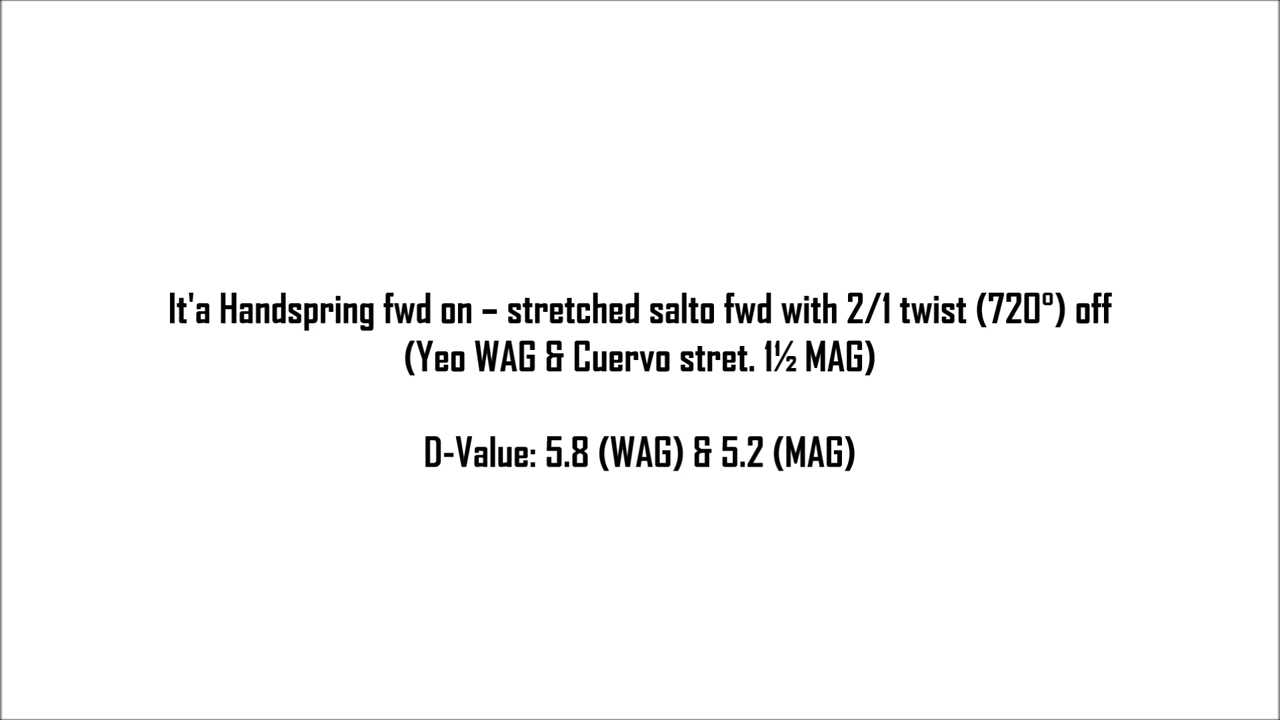 It'a Handspring fwd on – stretched salto fwd with 2/1 twist (720°) off
(Yeo WAG & Cuervo stret. 1½ MAG)
D-Value: 5.8 (WAG) & 5.2 (MAG)